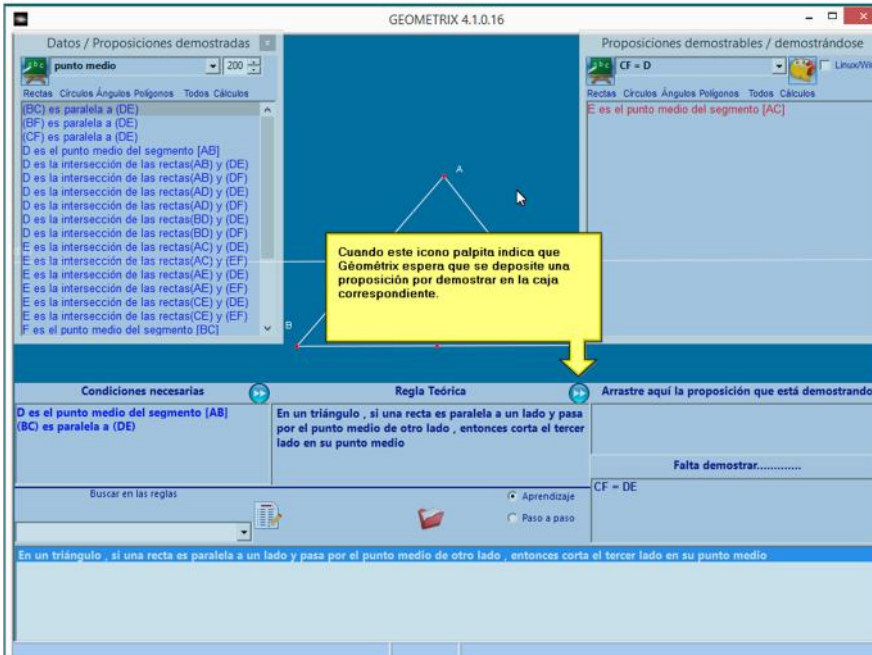 GEOMETRIX 4.1.0.16
Datos / Proposiciones demostradas
punto medio
200
Rectas Círculos Ángulos Polígonos Todos Cálculos
(BC) es paralela a (DE)
(BF) es paralela a (DE)
(CF) es paralela a (DE)
D es el punto medio del segmento [AB]
D es la intersección de las rectas(AB) y (DE)
D es la intersección de las rectas(AB) y (DF)
D es la intersección de las rectas(AD) y (DE)
D es la intersección de las rectas(AD) y (DF)
D es la intersección de las rectas(BD) y (DE)
D es la intersección de las rectas(BD) y (DF)
E es la intersección de las rectas(AC) y (DE)
E es la intersección de las rectas(AC) y (EF)
E es la intersección de las rectas(AE) y (DE)
E es la intersección de las rectas(AE) y (EF)
E es la intersección de las rectas(CE) y (DE)
E es la intersección de las rectas(CE) y (EF)
F es el punto medio del segmento [BC]
A
B
Cuando este icono palpita indica que
Géométrix espera que se deposite una
proposición por demostrar en la caja
correspondiente.
Proposiciones demostrables / demostrándose
CF = D
Linux/Wi
Rectas Círculos Ángulos Polígonos Todos Cálculos
E es el punto medio del segmento [AC]
Condiciones necesarias
D es el punto medio del segmento [AB]
(BC) es paralela a (DE)
Regla Teórica
En un triángulo , si una recta es paralela a un lado y pasa
por el punto medio de otro lado , entonces corta el tercer
lado en su punto medio
Arrastre aquí la proposición que está demostrando
Falta demostrar.............
CF = DE
Buscar en las reglas
Aprendizaje
Paso a paso
En un triángulo , si una recta es paralela a un lado y pasa por el punto medio de otro lado , entonces corta el tercer lado en su punto medio